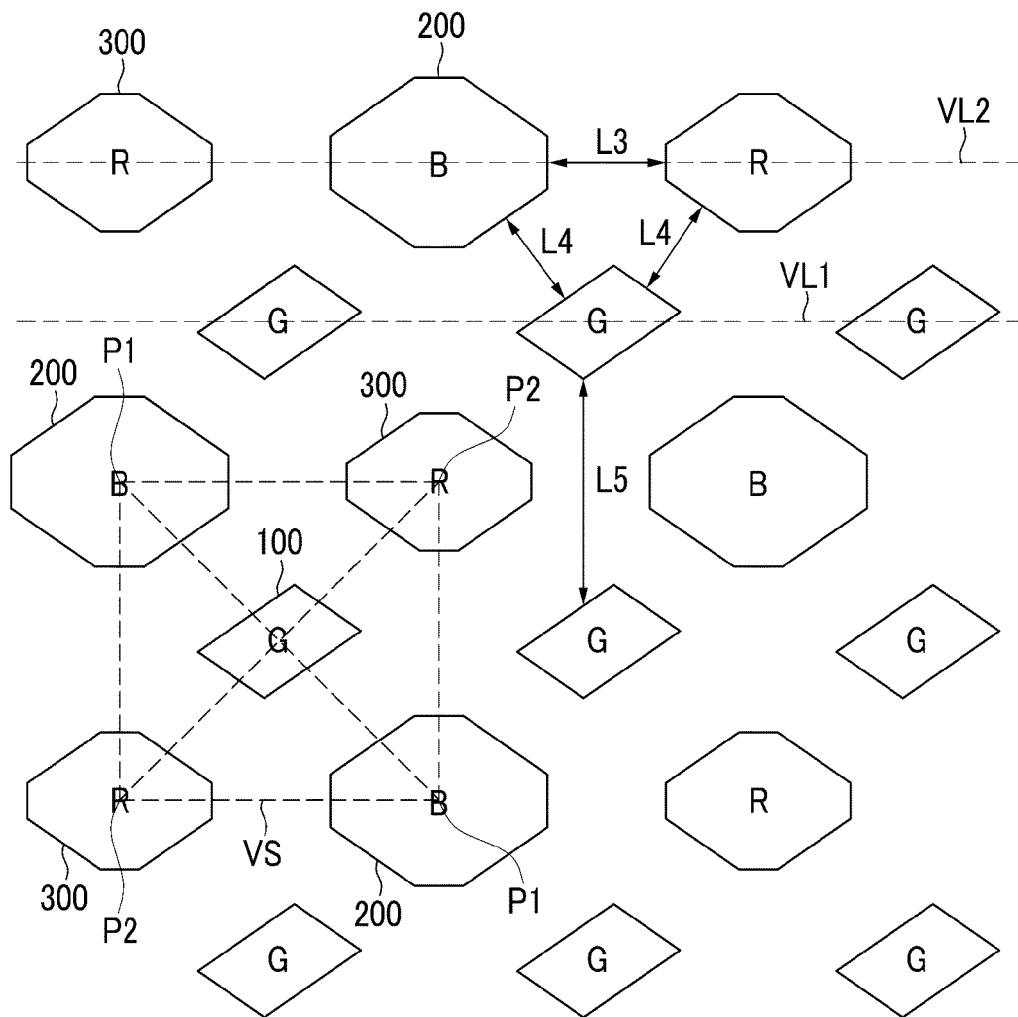 300 200
R B L3 R VL2
L4 L4
VL1
G G G
P1
200 300 P2
B R L5 B
100
G G G
R B R
VS
300 200 P1
P2
G G G